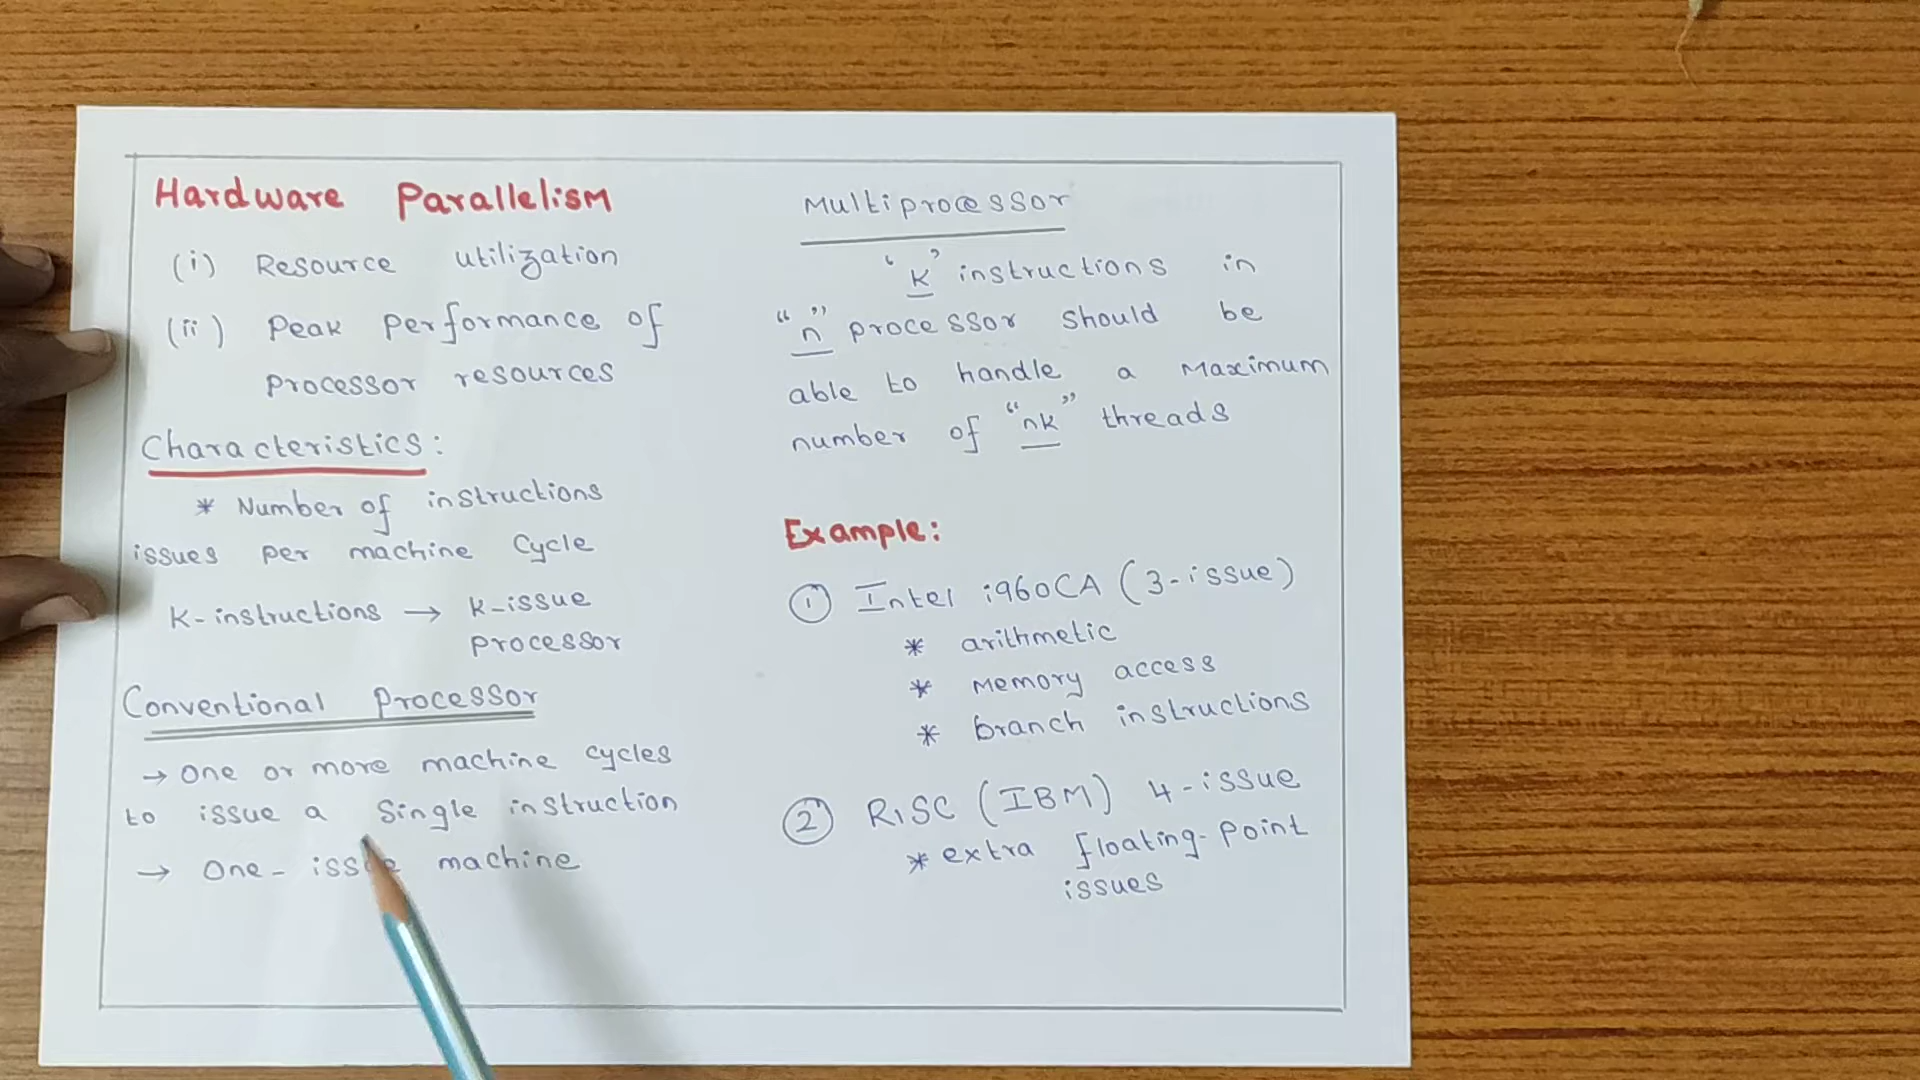 Hardware Parallelism
(i) Resource utilization
(ii) Peak performance of
processor resources
Characteristics:
* Number of instructions
issues per machine cycle
K-instructions → K-issue
processor
Conventional Processor
→ One or more machine cycles
to issue a single instruction
→ One-issue machine
Multiprocessor
'K' instructions in
"n" processor should be
able to handle a maximum
number of "nk" threads
Example:
① Intel i960CA (3-issue)
* arithmetic
* memory access
* branch instructions
② RISC (IBM) 4-issue
* extra floating-point
issues